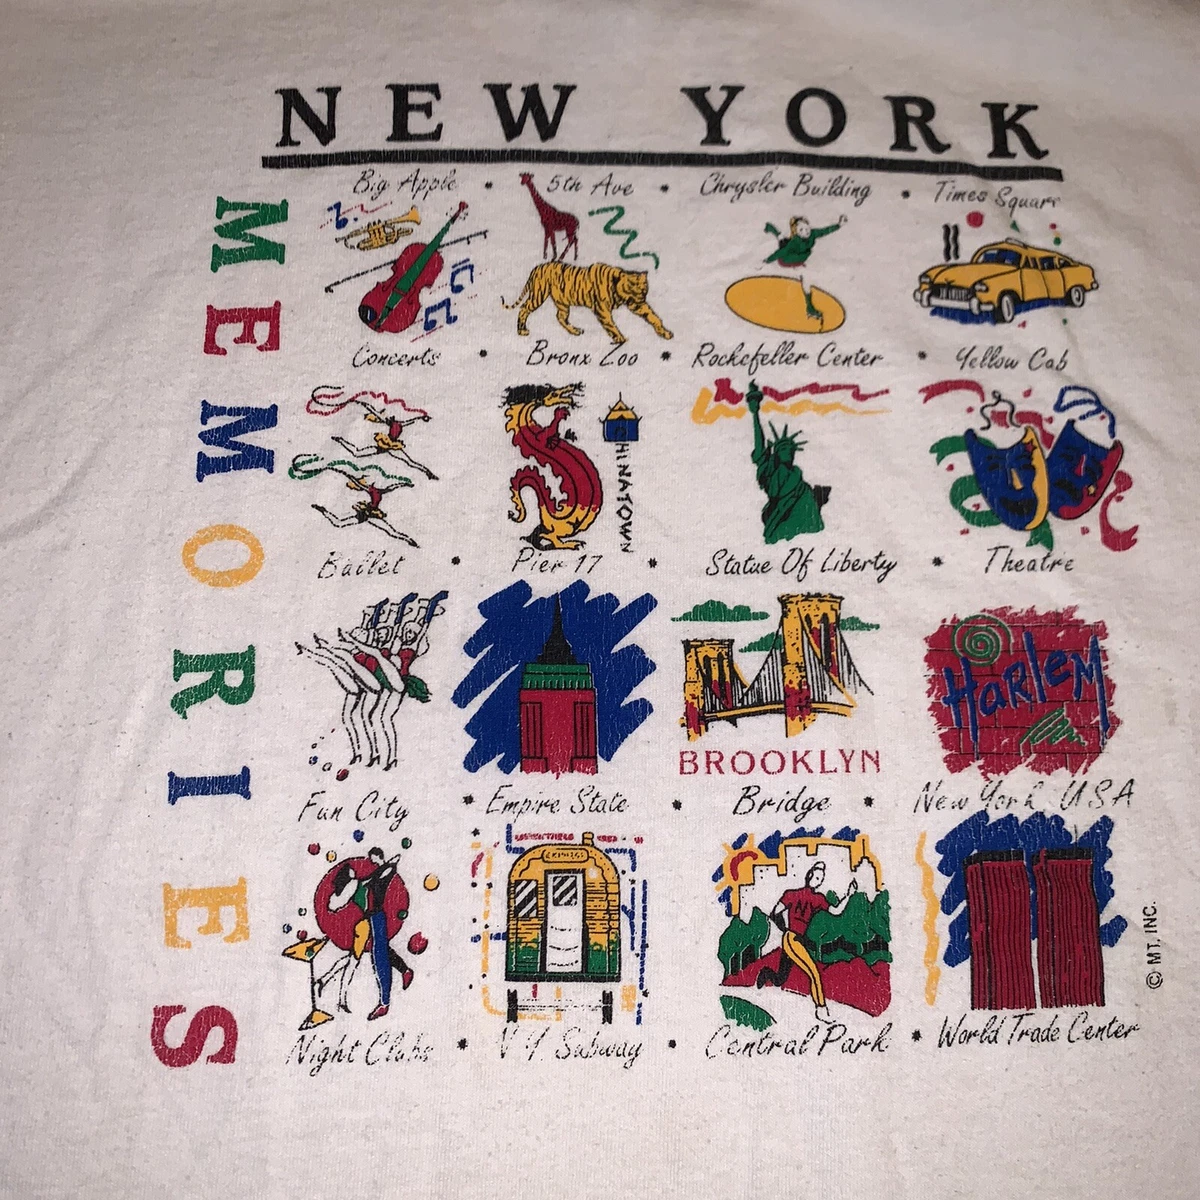 NEW YORK
MEMORIES
Big Apple • 5th Ave • Chrysler Building • Times Square
Concerts • Bronx Zoo • Rockefeller Center • Yellow Cab
CHINATOWN
Ballet • Pier 17 • Statue Of Liberty • Theatre
HaRlEM
BROOKLYN
Fun City • Empire State • Bridge • New York USA
EXPRESS
N
© MT, INC.
Night Clubs • N Y Subway • Central Park • World Trade Center